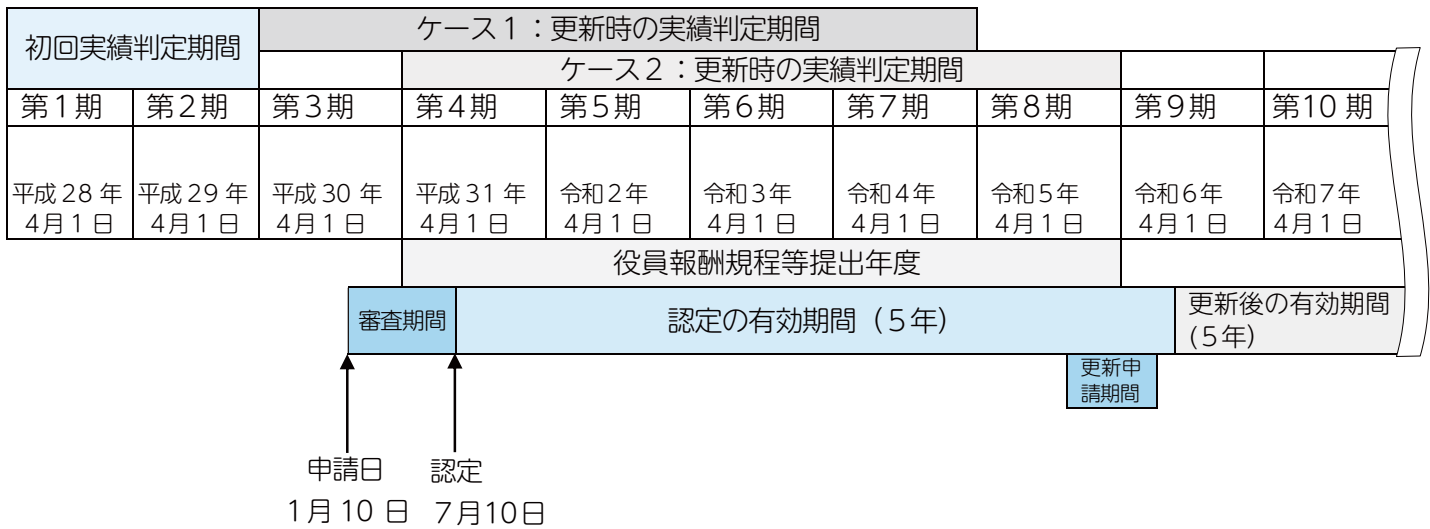 初回実績判定期間
ケース１：更新時の実績判定期間
ケース２：更新時の実績判定期間
第１期 第２期 第３期 第４期 第５期 第６期 第７期 第８期 第９期 第10 期
平成 28 年 平成 29 年 平成 30 年 平成 31 年 令和２年 令和３年 令和４年 令和５年 令和６年 令和７年
４月１日 ４月１日 ４月１日 ４月１日 ４月１日 ４月１日 ４月１日 ４月１日 ４月１日 ４月１日
役員報酬規程等提出年度
審査期間
認定の有効期間（５年）
更新後の有効期間
(５年)
更新申
請期間
申請日 認定
１月 10 日 ７月10日